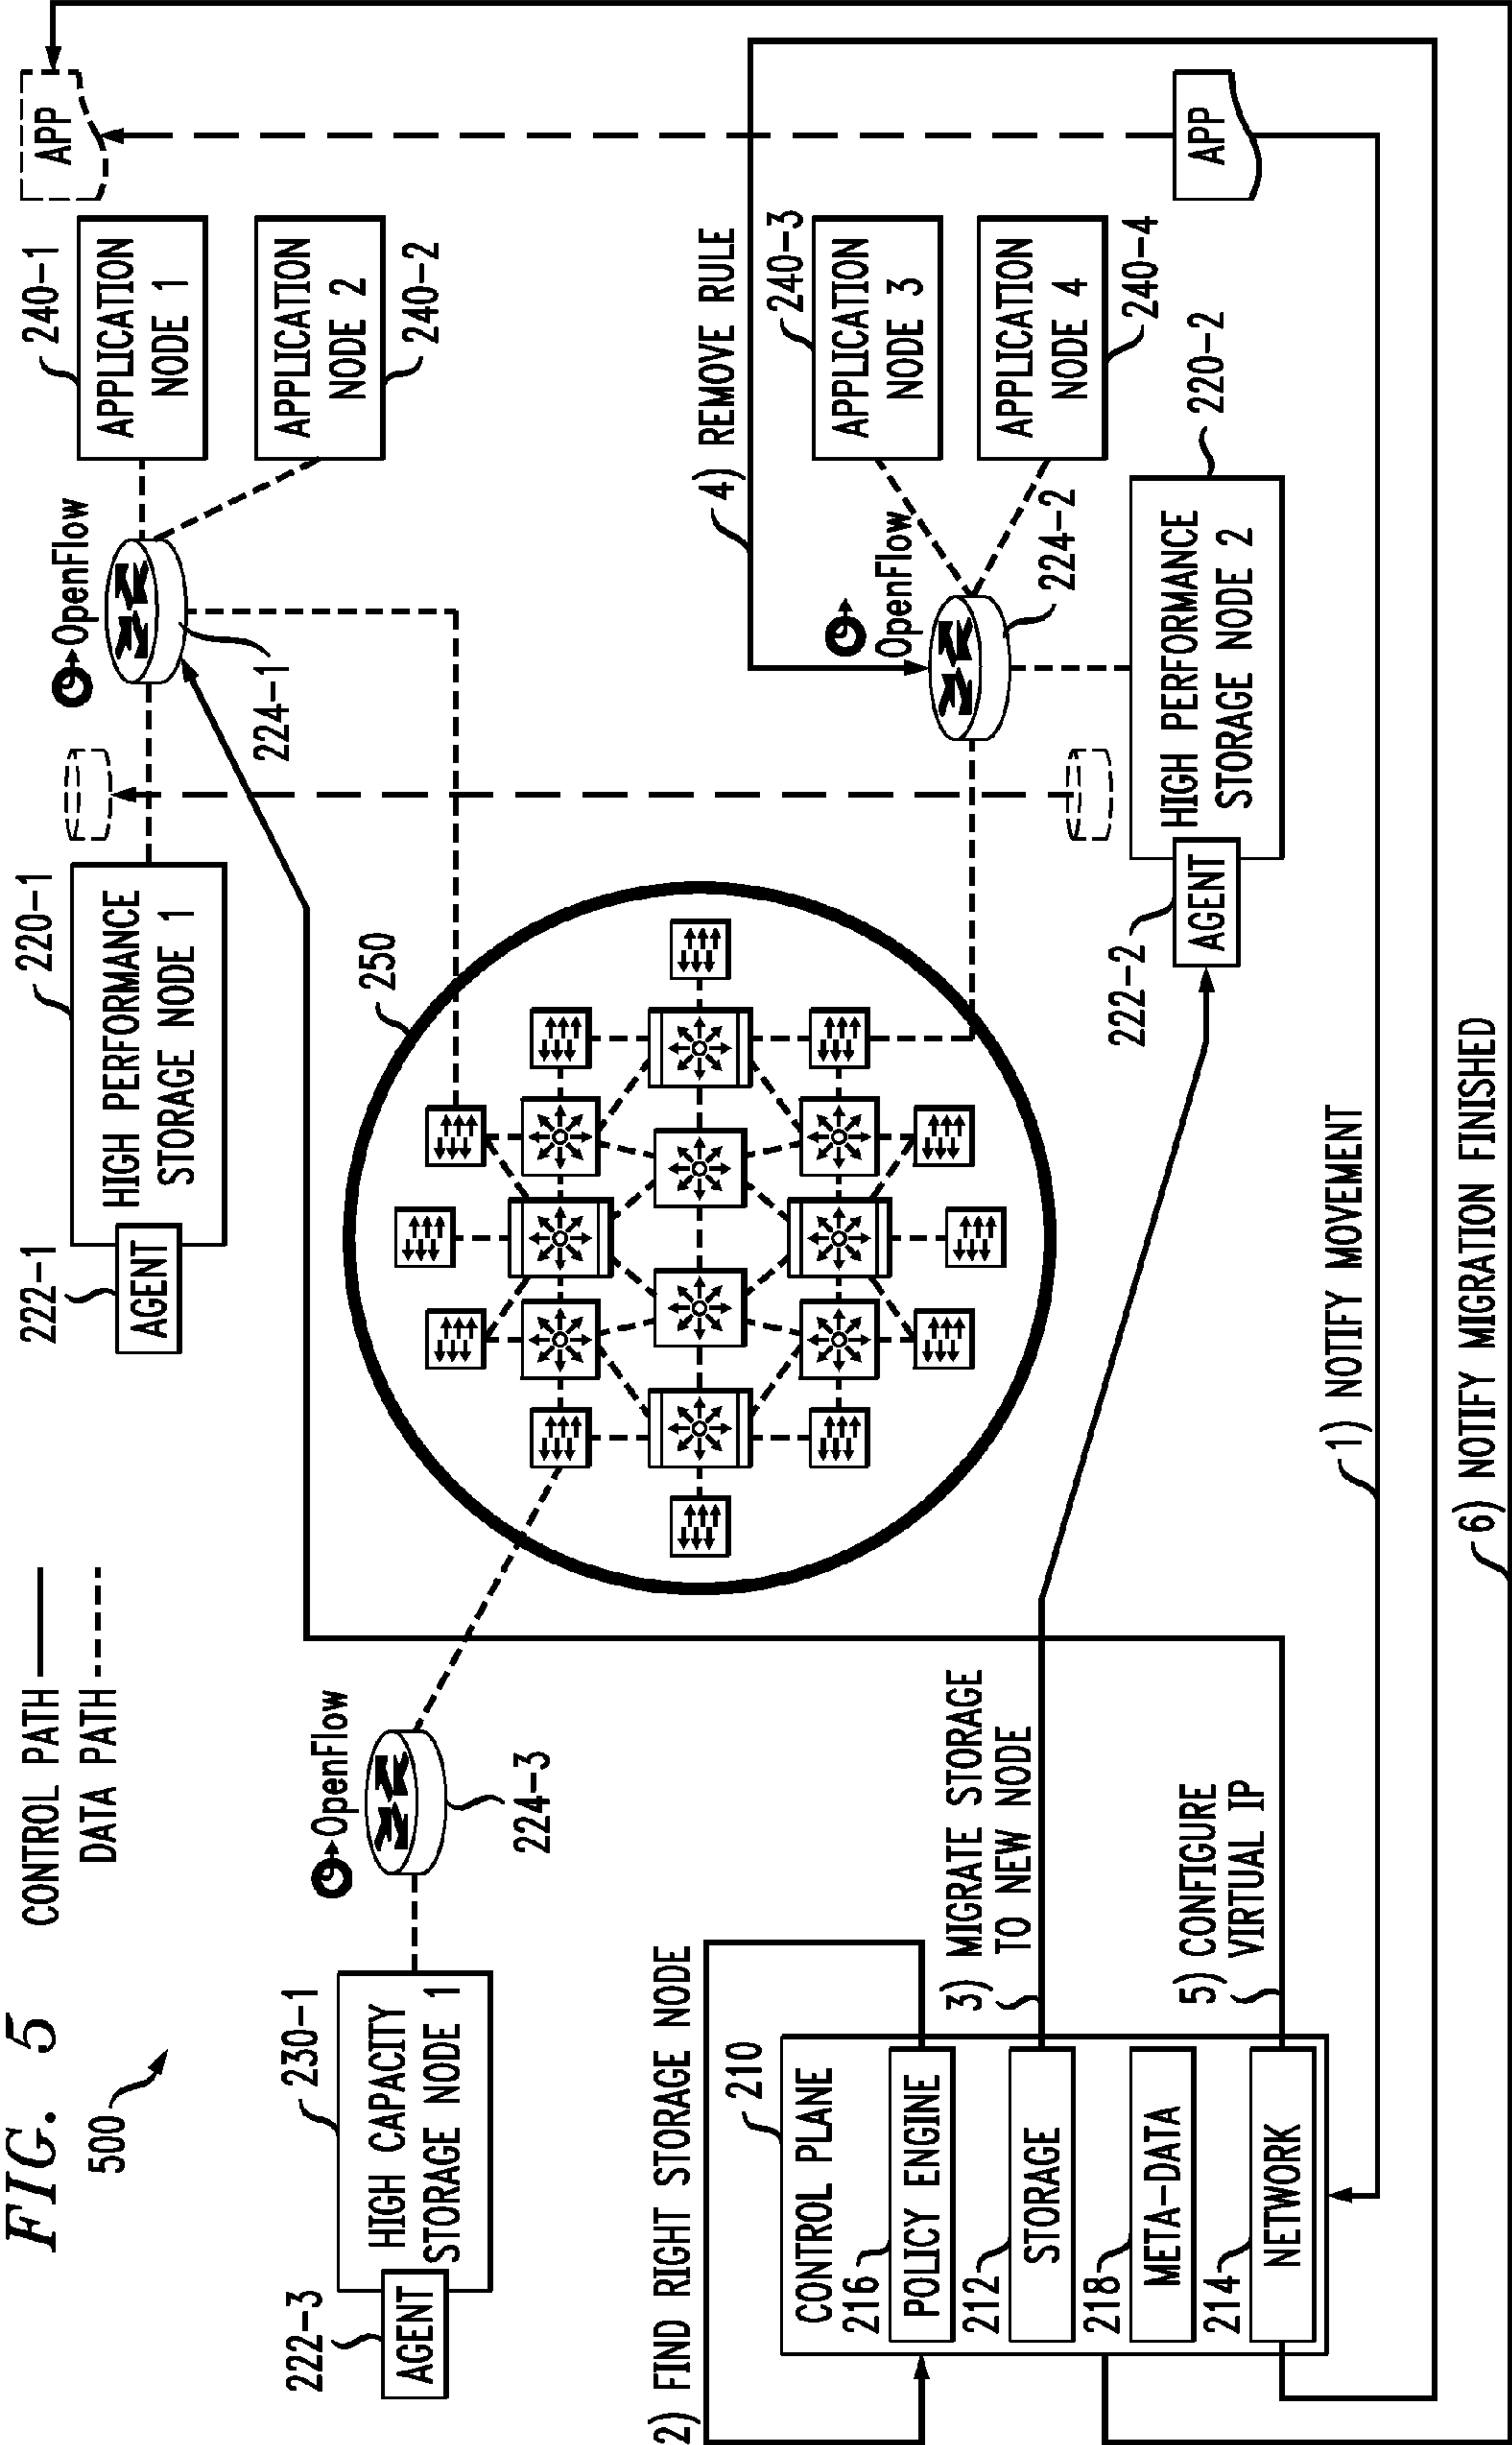 FIG. 5
500
CONTROL PATH
DATA PATH
222-3
AGENT
230-1
HIGH CAPACITY
STORAGE NODE 1
OpenFlow
224-3
222-1
AGENT
220-1
HIGH PERFORMANCE
STORAGE NODE 1
OpenFlow
224-1
240-1
APPLICATION
NODE 1
APPLICATION
NODE 2
240-2
APP
250
2) FIND RIGHT STORAGE NODE
210
CONTROL PLANE
216
POLICY ENGINE
212
STORAGE
218
META-DATA
214
NETWORK
3) MIGRATE STORAGE
TO NEW NODE
5) CONFIGURE
VIRTUAL IP
4) REMOVE RULE
240-3
APPLICATION
NODE 3
APPLICATION
NODE 4
240-4
OpenFlow
224-2
220-2
HIGH PERFORMANCE
STORAGE NODE 2
222-2
AGENT
APP
1) NOTIFY MOVEMENT
6) NOTIFY MIGRATION FINISHED